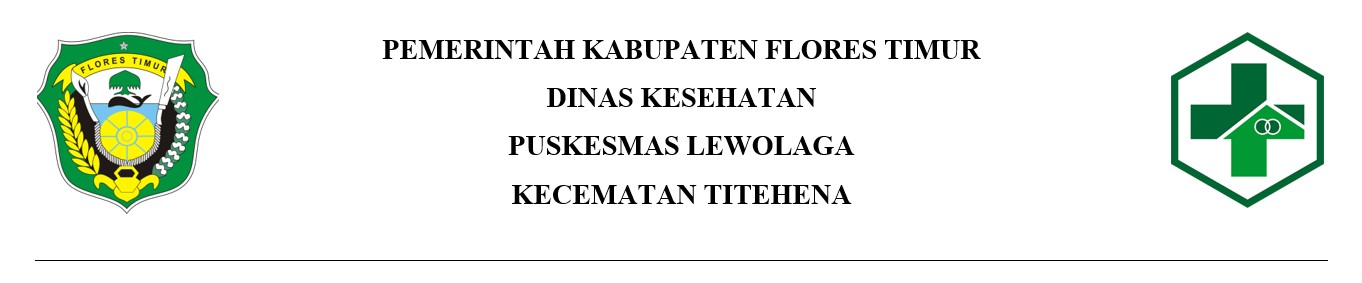 FLORES TIMUR
PEMERINTAH KABUPATEN FLORES TIMUR
DINAS KESEHATAN
PUSKESMAS LEWOLAGA
KECEMATAN TITEHENA